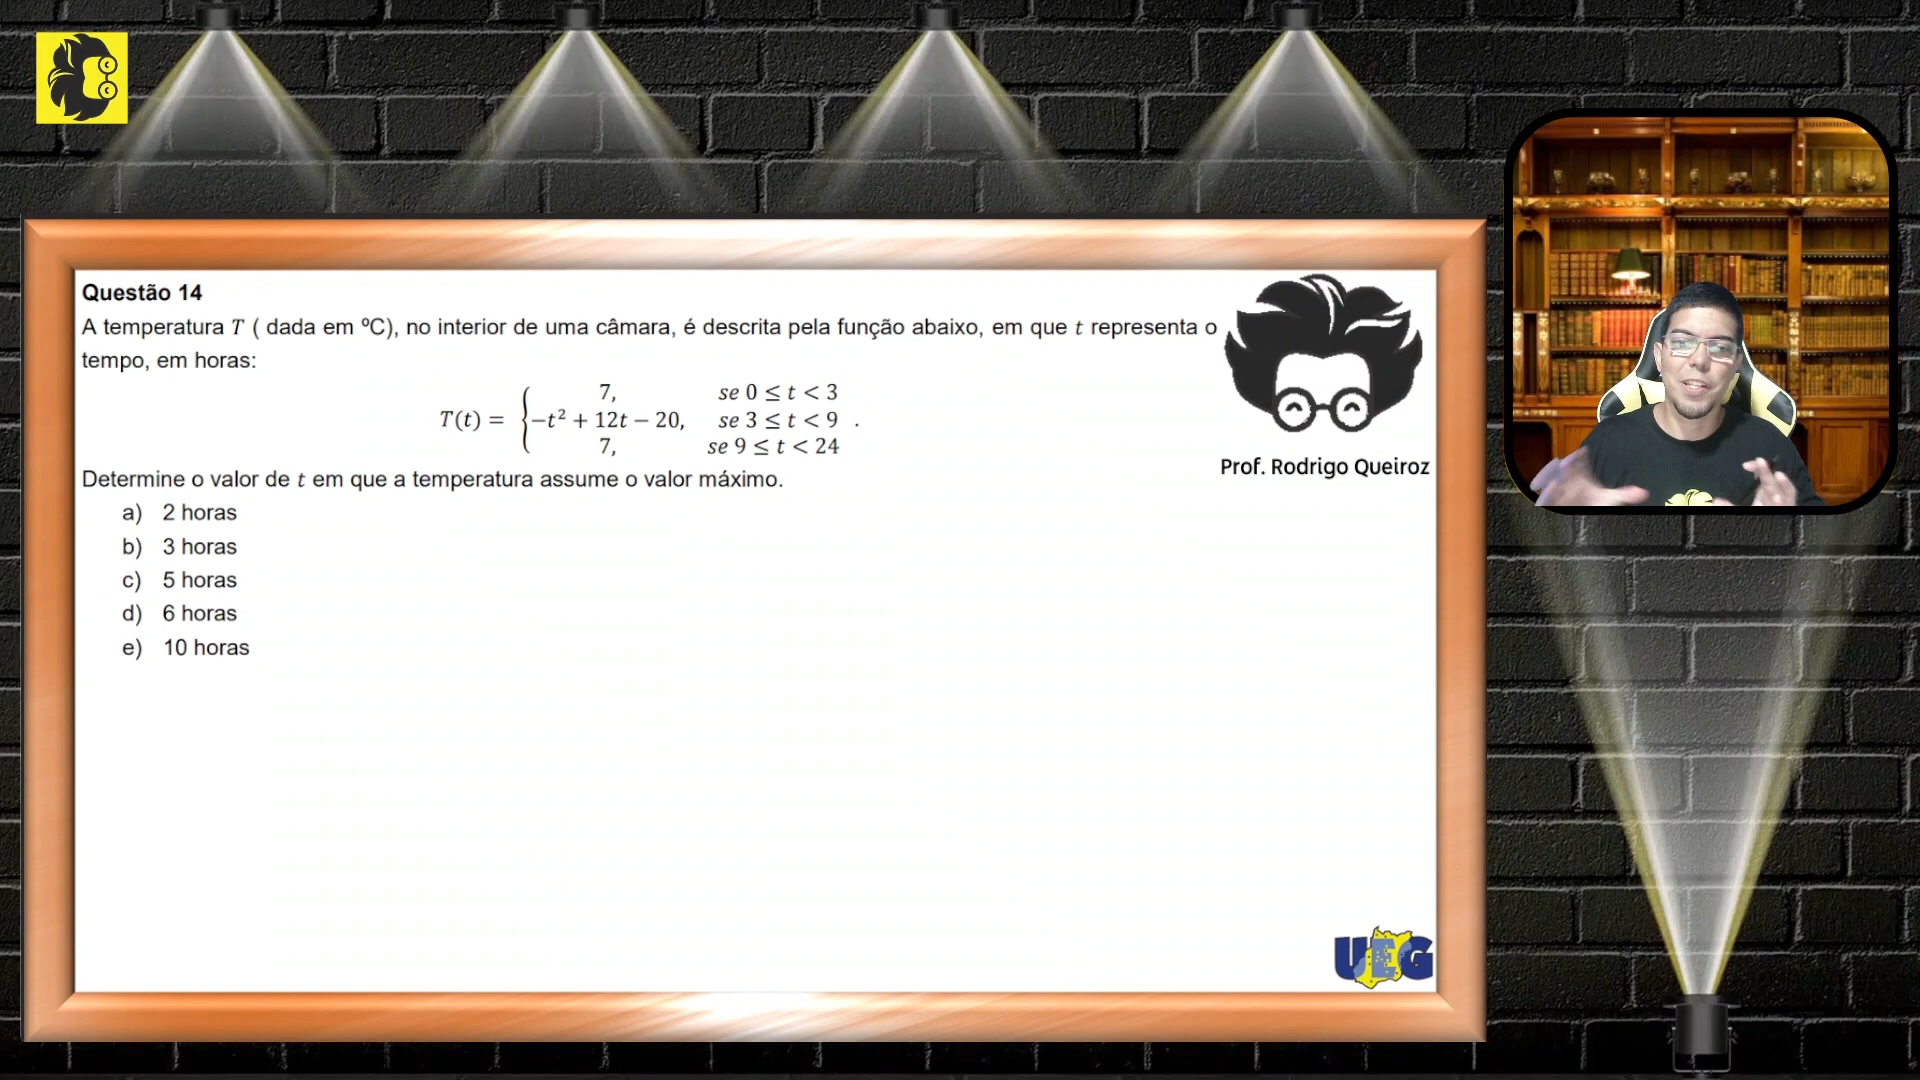 Questão 14
A temperatura T ( dada em ºC), no interior de uma câmara, é descrita pela função abaixo, em que t representa o
tempo, em horas:
7, se 0 ≤ t < 3
T(t) = { −t² + 12t − 20, se 3 ≤ t < 9 .
7, se 9 ≤ t < 24
Determine o valor de t em que a temperatura assume o valor máximo.
a) 2 horas
b) 3 horas
c) 5 horas
d) 6 horas
e) 10 horas
Prof. Rodrigo Queiroz
UEG